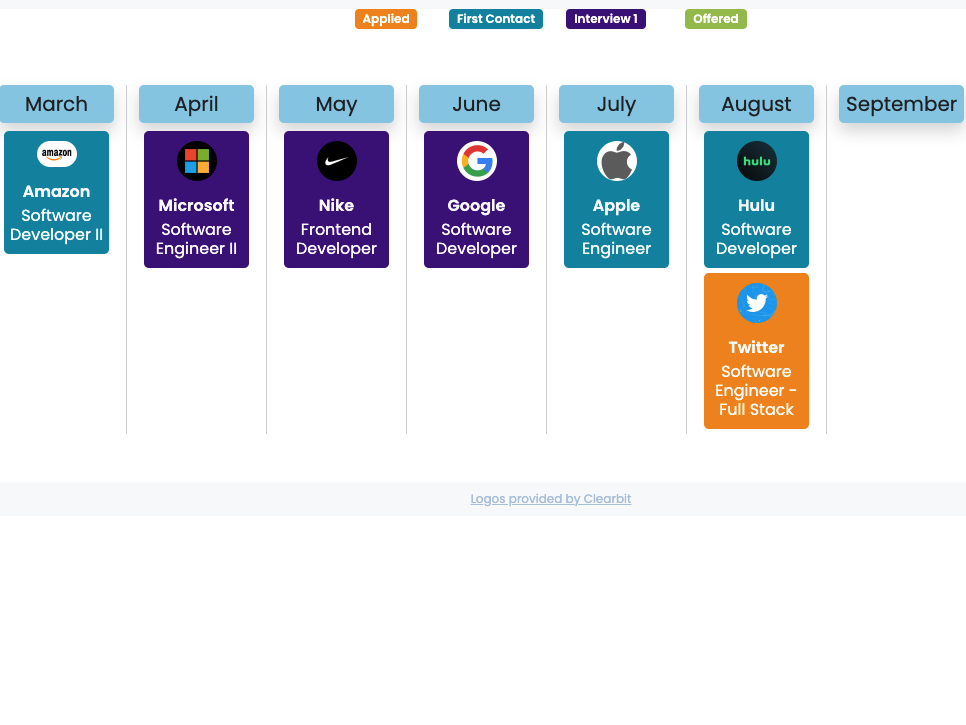 Applied First Contact Interview 1 Offered
March April May June July August September
amazon
Amazon
Software
Developer II
Microsoft
Software
Engineer II
Nike
Frontend
Developer
Google
Software
Developer
Apple
Software
Engineer
hulu
Hulu
Software
Developer
Twitter
Software
Engineer -
Full Stack
Logos provided by Clearbit